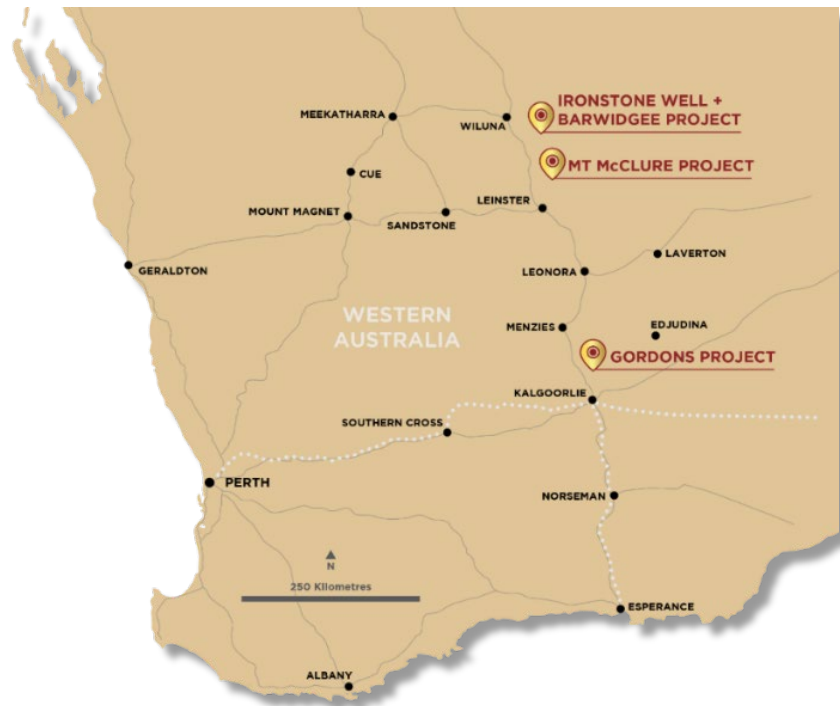 IRONSTONE WELL +
BARWIDGEE PROJECT
MEEKATHARRA
WILUNA
MT McCLURE PROJECT
CUE
LEINSTER
MOUNT MAGNET
SANDSTONE
LAVERTON
GERALDTON
LEONORA
WESTERN
AUSTRALIA
MENZIES
EDJUDINA
GORDONS PROJECT
KALGOORLIE
SOUTHERN CROSS
PERTH
NORSEMAN
N
250 Kilometres
ESPERANCE
ALBANY